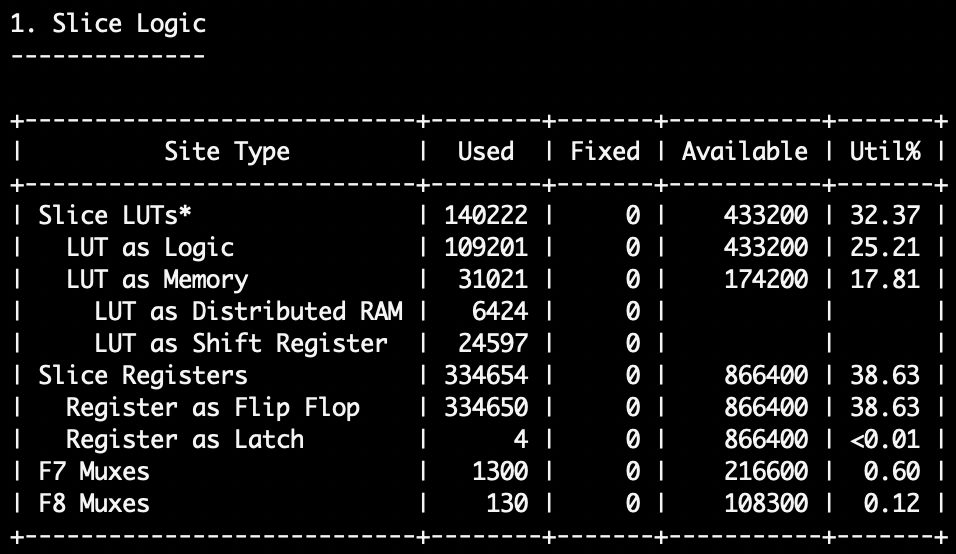 1. Slice Logic
--------------

+----------------------------+--------+-------+-----------+-------+
|          Site Type         |  Used  | Fixed | Available | Util% |
+----------------------------+--------+-------+-----------+-------+
| Slice LUTs*                | 140222 |     0 |    433200 | 32.37 |
|   LUT as Logic             | 109201 |     0 |    433200 | 25.21 |
|   LUT as Memory            |  31021 |     0 |    174200 | 17.81 |
|     LUT as Distributed RAM |   6424 |     0 |           |       |
|     LUT as Shift Register  |  24597 |     0 |           |       |
| Slice Registers            | 334654 |     0 |    866400 | 38.63 |
|   Register as Flip Flop    | 334650 |     0 |    866400 | 38.63 |
|   Register as Latch        |      4 |     0 |    866400 | <0.01 |
| F7 Muxes                   |   1300 |     0 |    216600 |  0.60 |
| F8 Muxes                   |    130 |     0 |    108300 |  0.12 |
+----------------------------+--------+-------+-----------+-------+